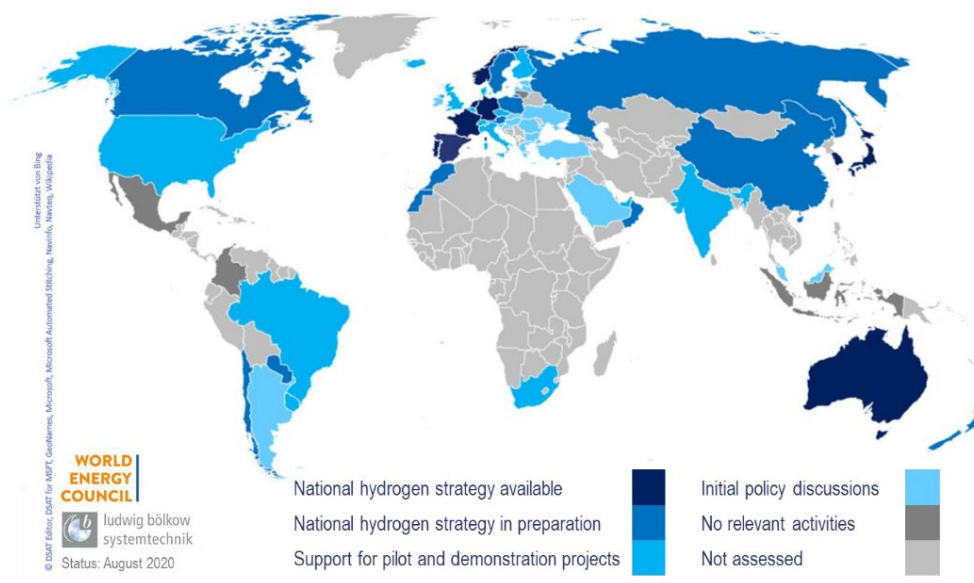 Unterstützt von Bing
© DSAT Editor, DSAT for MSFT, GeoNames, Microsoft, Microsoft Automated Stitching, Navinfo, Navteq, Wikipedia
WORLD
ENERGY
COUNCIL
ludwig bölkow
systemtechnik
Status: August 2020
National hydrogen strategy available
National hydrogen strategy in preparation
Support for pilot and demonstration projects
Initial policy discussions
No relevant activities
Not assessed